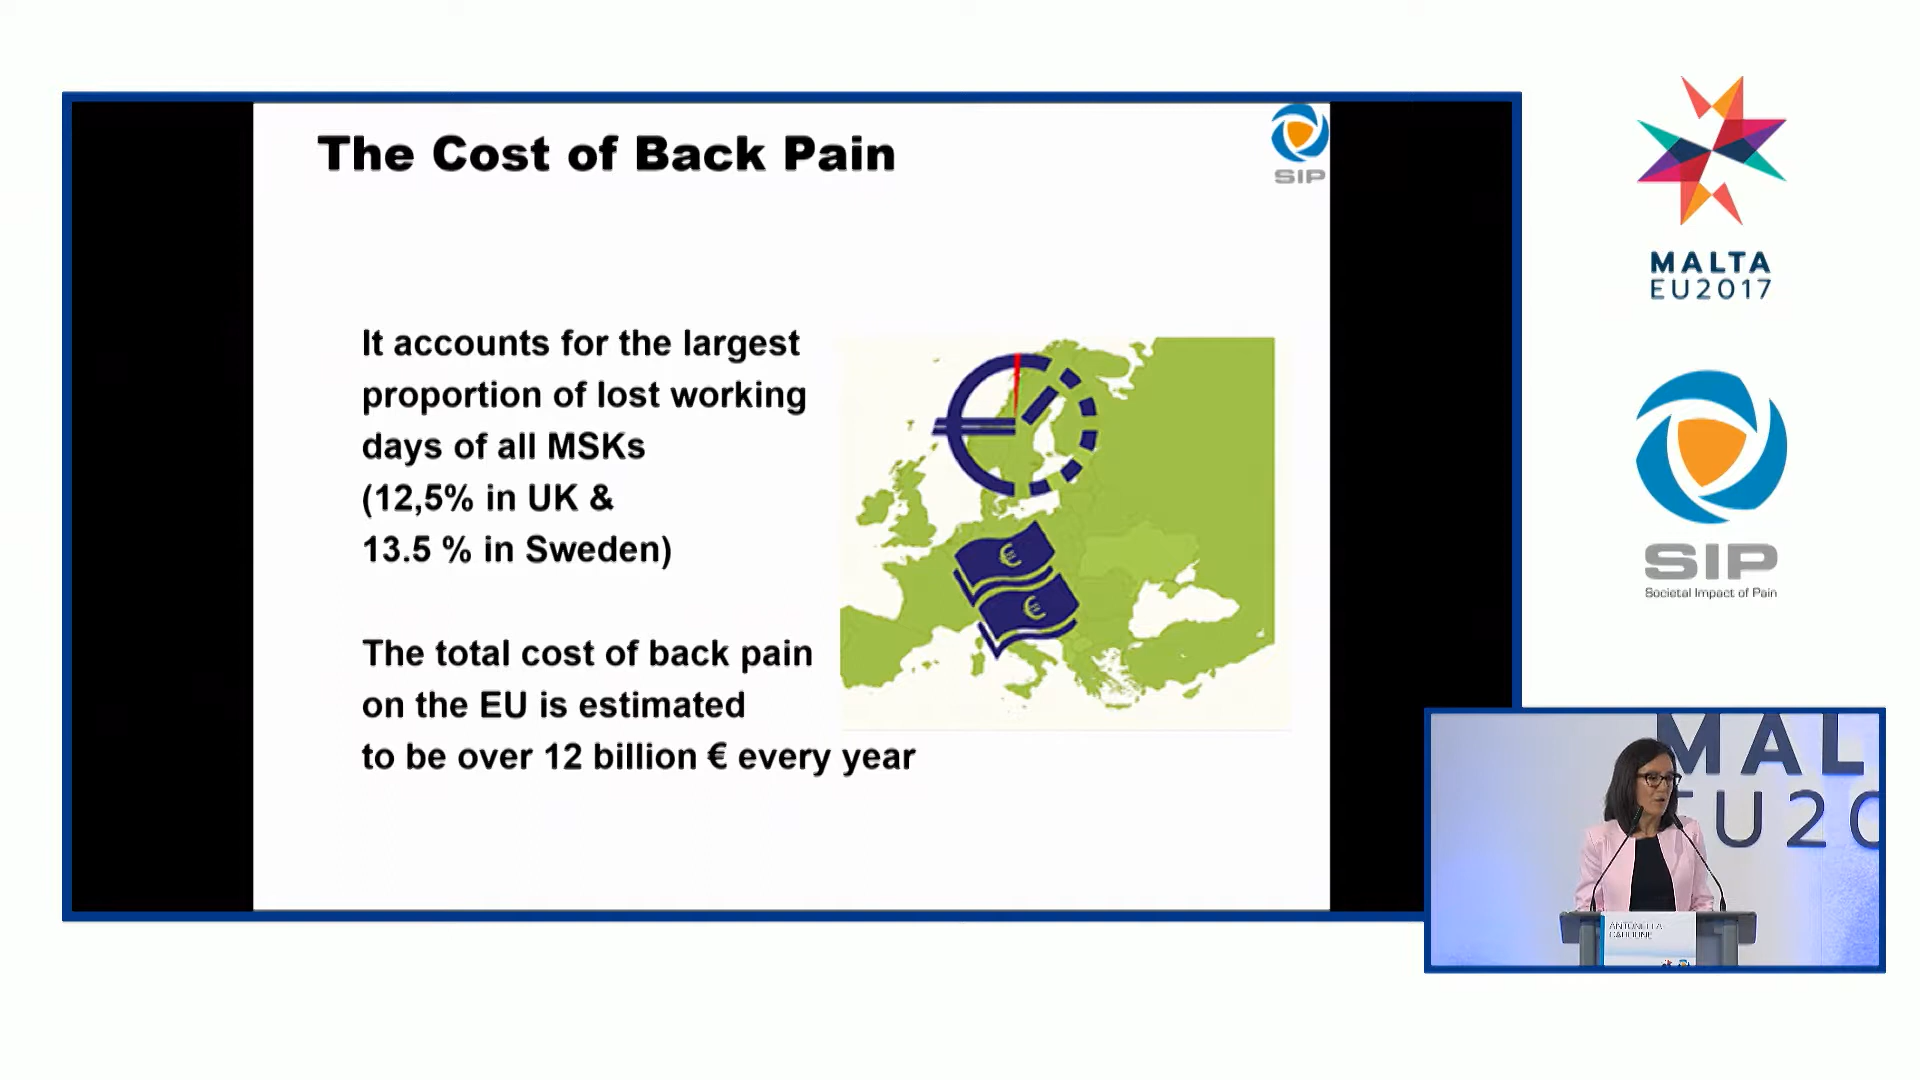 The Cost of Back Pain
SIP
It accounts for the largest
proportion of lost working
days of all MSKs
(12,5% in UK &
13.5 % in Sweden)
The total cost of back pain
on the EU is estimated
to be over 12 billion € every year
€
€
MALTA
EU2017
SIP
Societal Impact of Pain
MAL
EU20
ANTONELLA